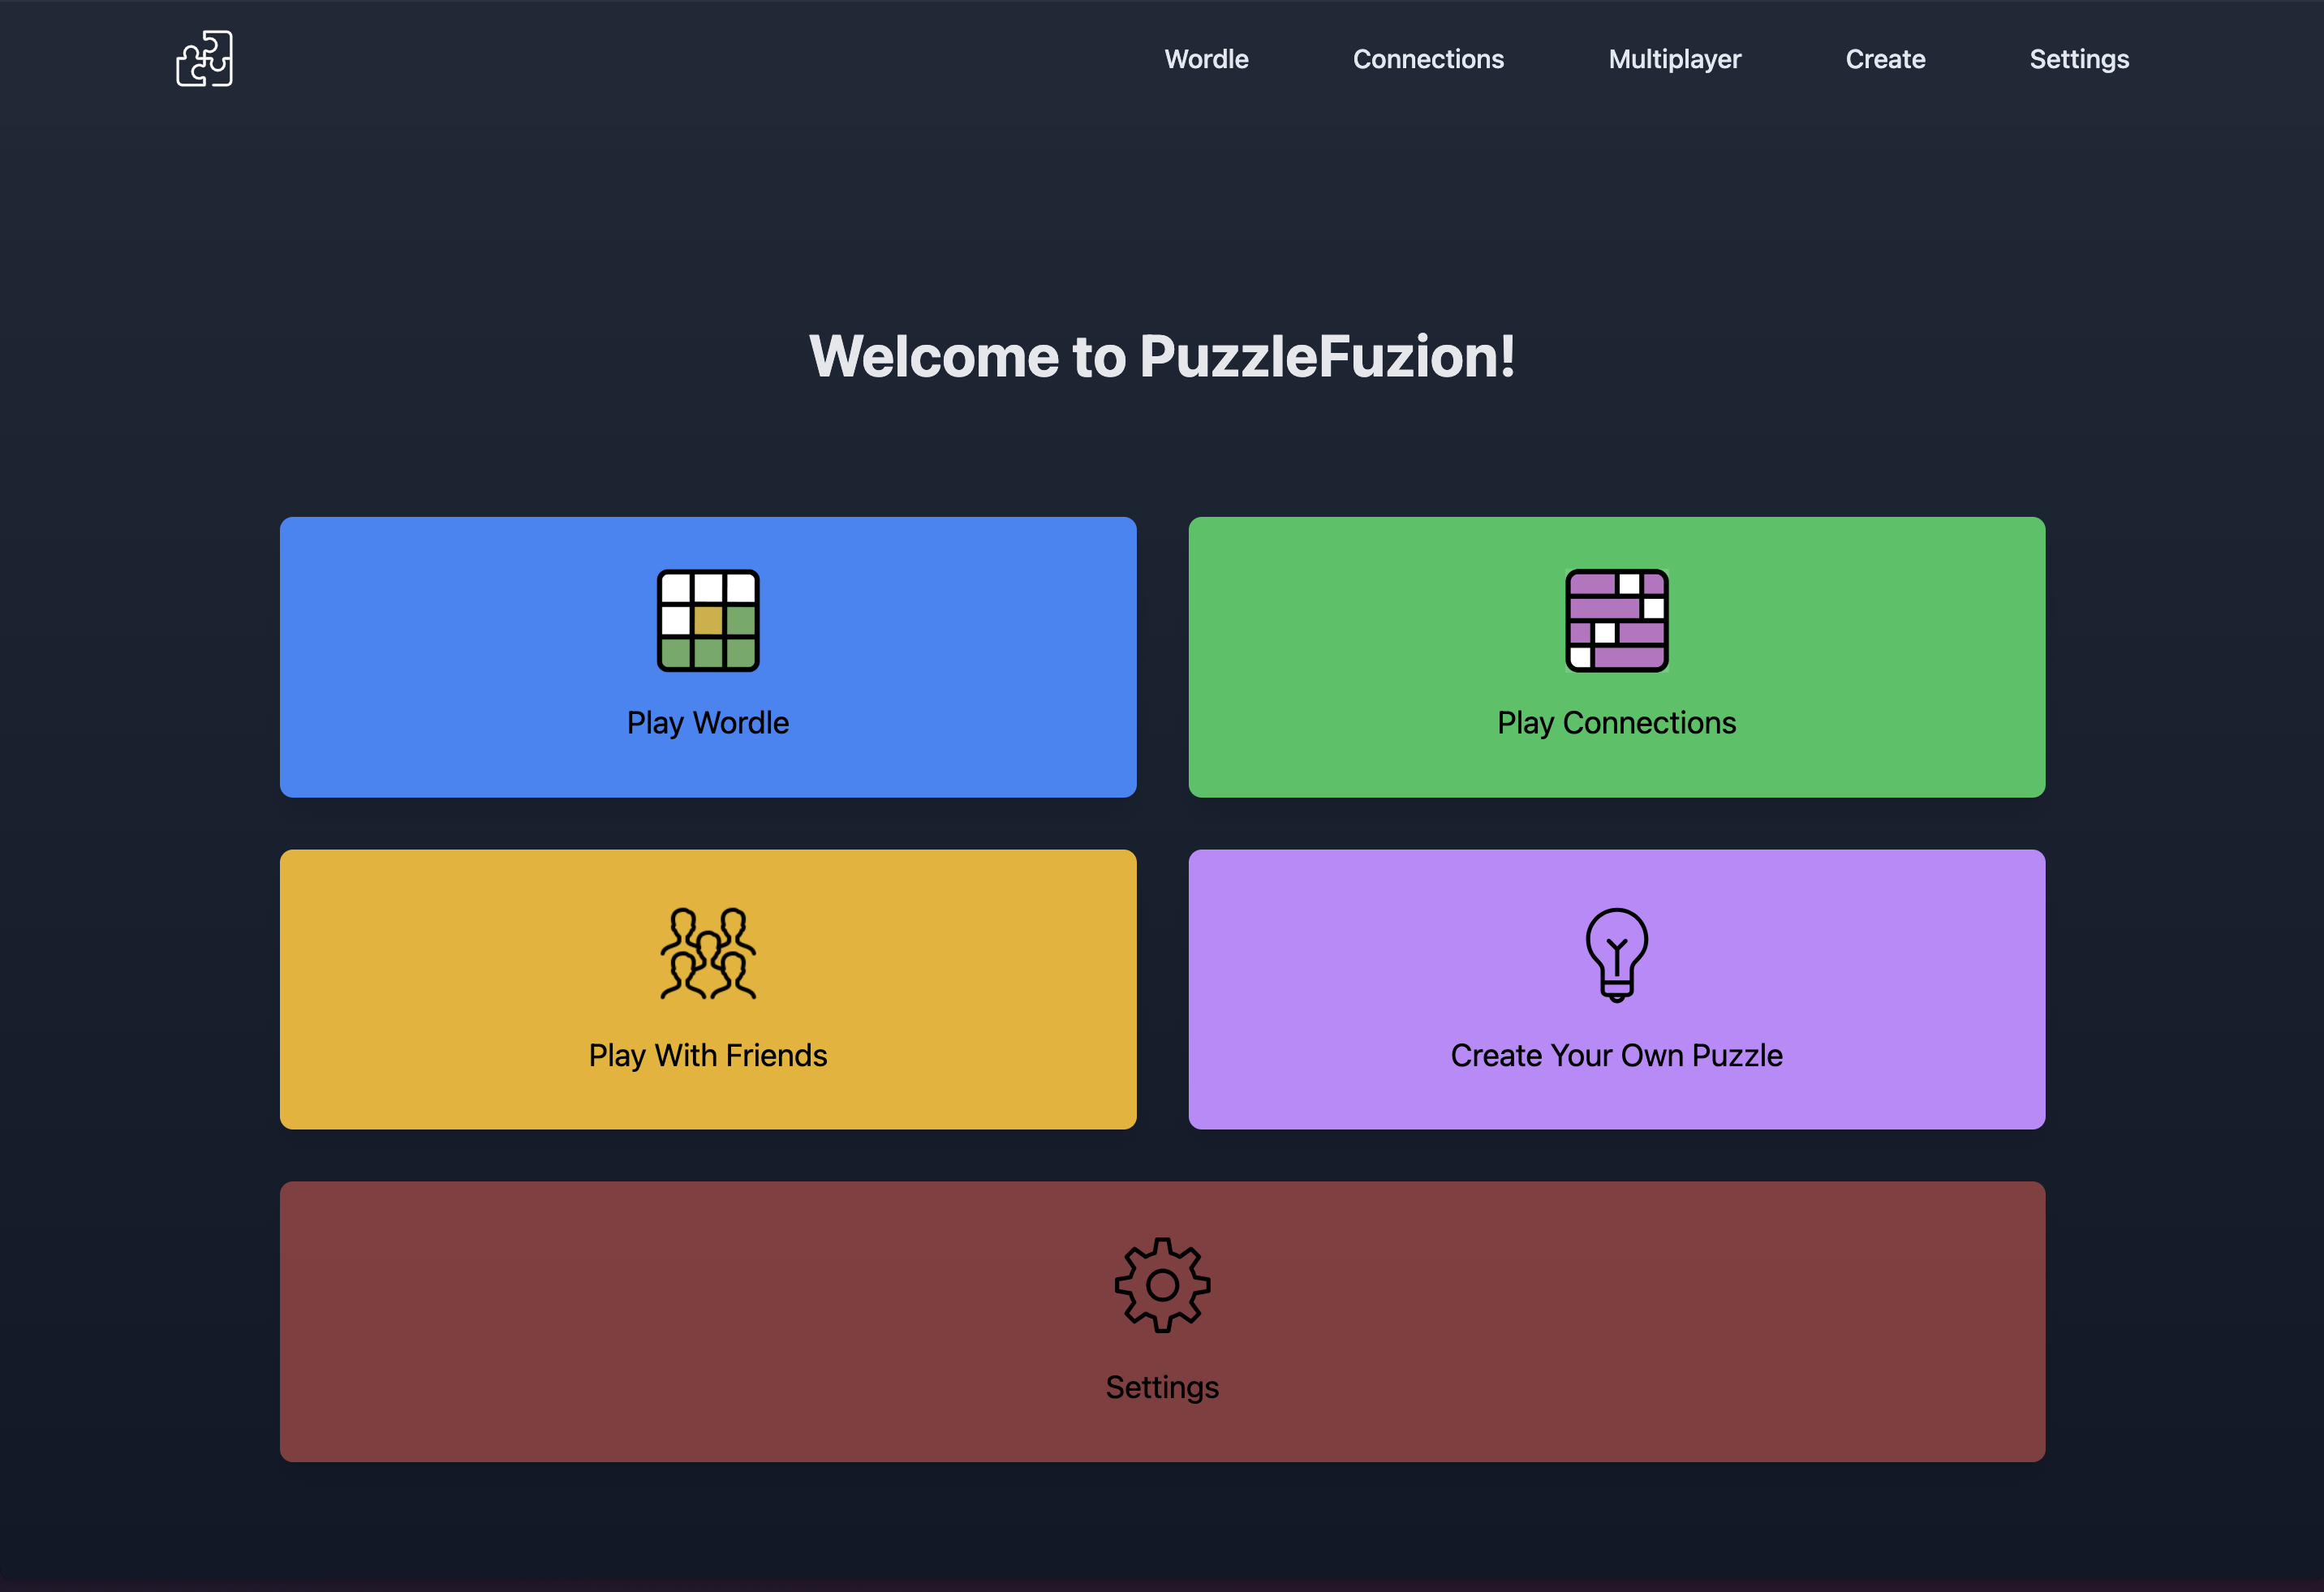 Wordle Connections Multiplayer Create Settings
Welcome to PuzzleFuzion!
Play Wordle
Play Connections
Play With Friends
Create Your Own Puzzle
Settings